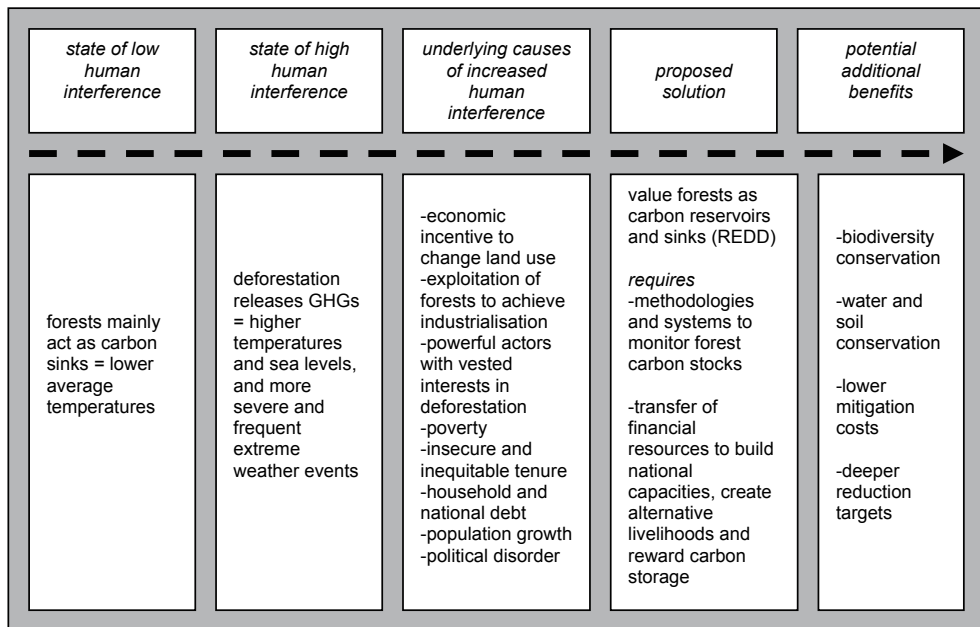 state of low
human
interference
state of high
human
interference
underlying causes
of increased
human
interference
proposed
solution
potential
additional
benefits
forests mainly
act as carbon
sinks = lower
average
temperatures
deforestation
releases GHGs
= higher
temperatures
and sea levels,
and more
severe and
frequent
extreme
weather events
-economic
incentive to
change land use
-exploitation of
forests to achieve
industrialisation
-powerful actors
with vested
interests in
deforestation
-poverty
-insecure and
inequitable tenure
-household and
national debt
-population growth
-political disorder
value forests as
carbon reservoirs
and sinks (REDD)
requires
-methodologies
and systems to
monitor forest
carbon stocks
-transfer of
financial
resources to build
national
capacities, create
alternative
livelihoods and
reward carbon
storage
-biodiversity
conservation
-water and
soil
conservation
-lower
mitigation
costs
-deeper
reduction
targets